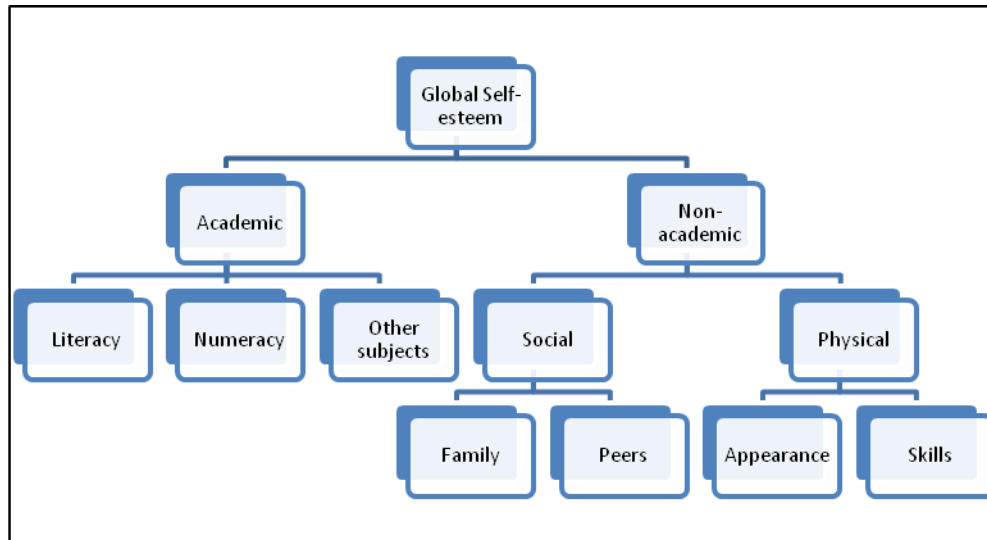 Global Self-
esteem
Academic
Non-
academic
Literacy
Numeracy
Other
subjects
Social
Physical
Family
Peers
Appearance
Skills